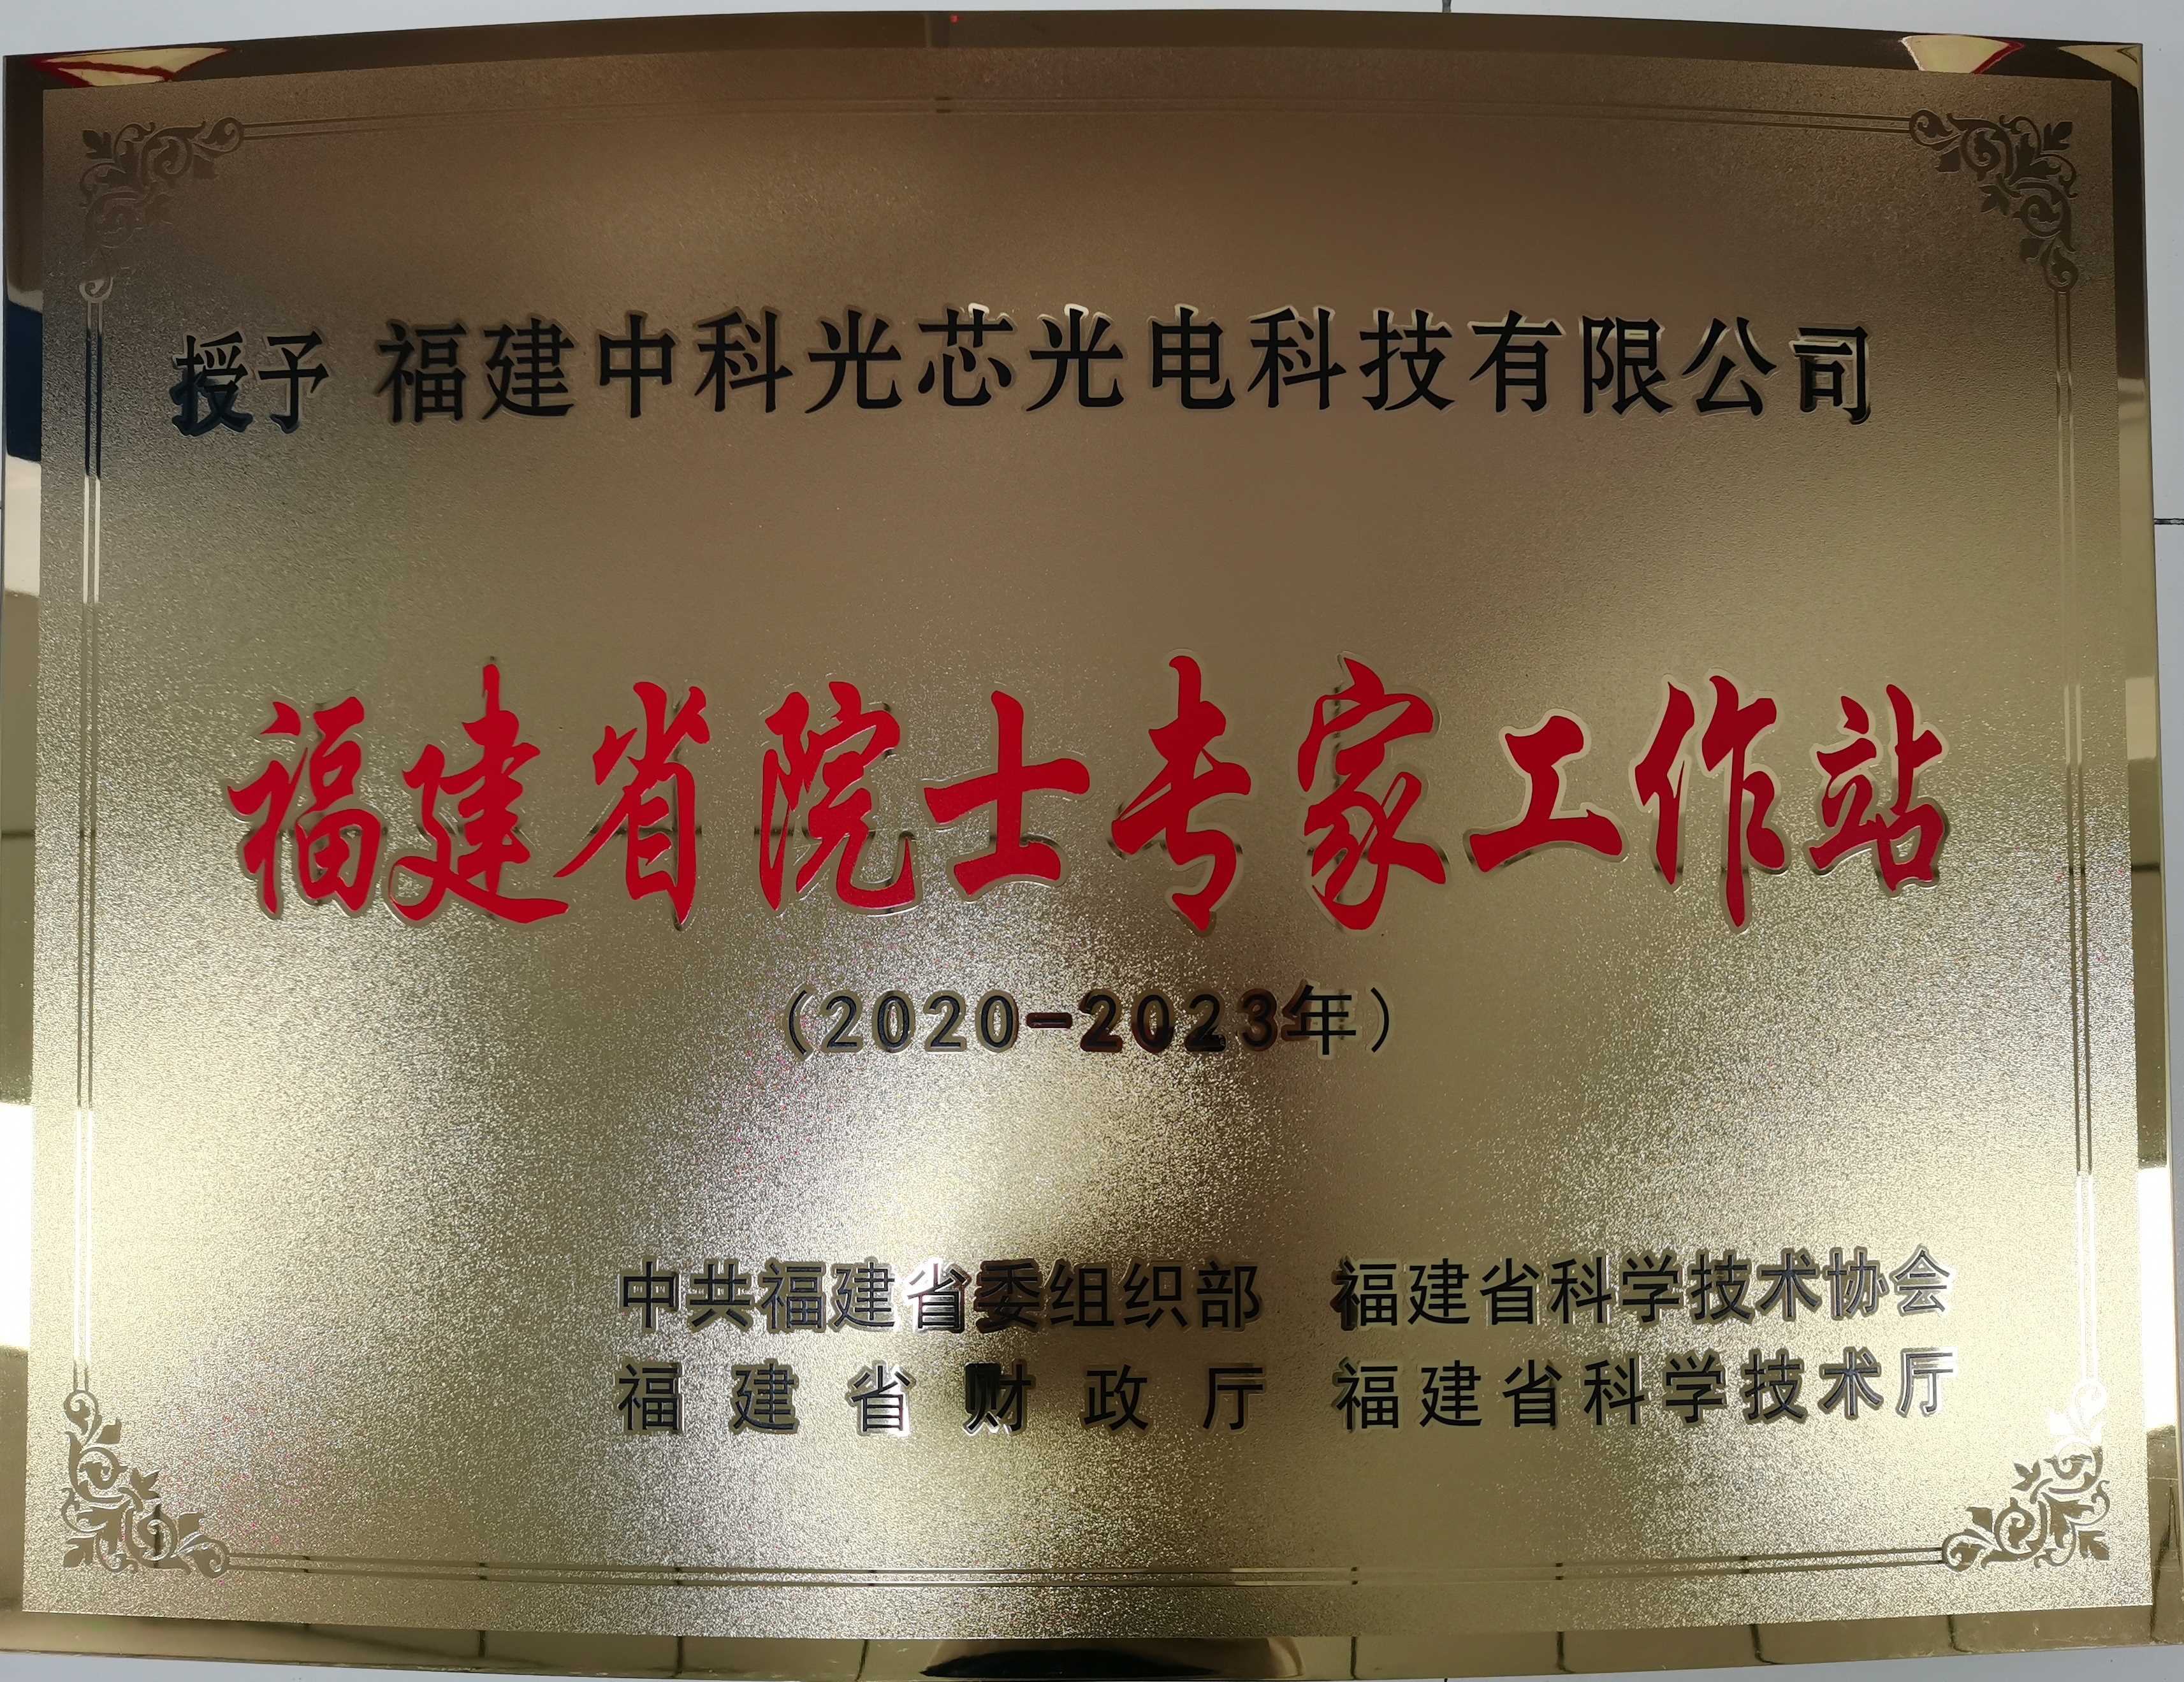 授予 福建中科光芯光电科技有限公司
福建省院士专家工作站
（2020-2023年）
中共福建省委组织部 福建省科学技术协会
福建省财政厅 福建省科学技术厅